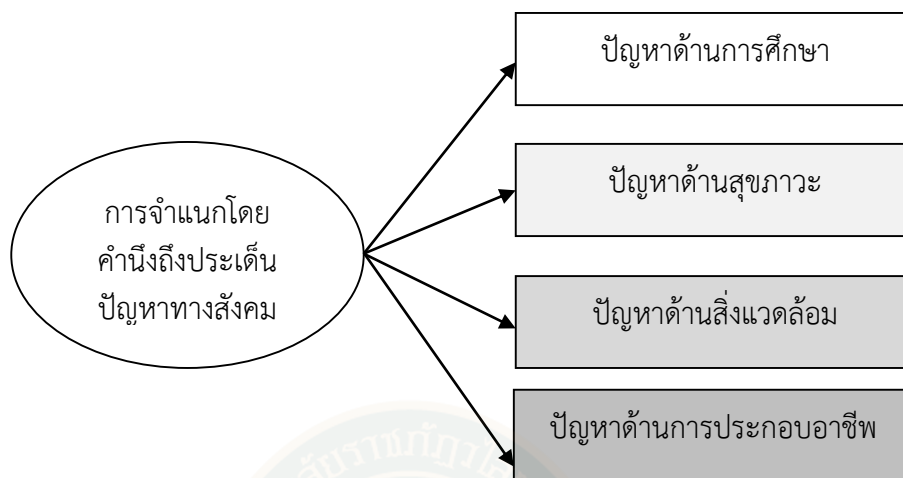 ปัญหาด้านการศึกษา
ปัญหาด้านสุขภาวะ
การจำแนกโดย
คำนึงถึงประเด็น
ปัญหาทางสังคม
ปัญหาด้านสิ่งแวดล้อม
ปัญหาด้านการประกอบอาชีพ